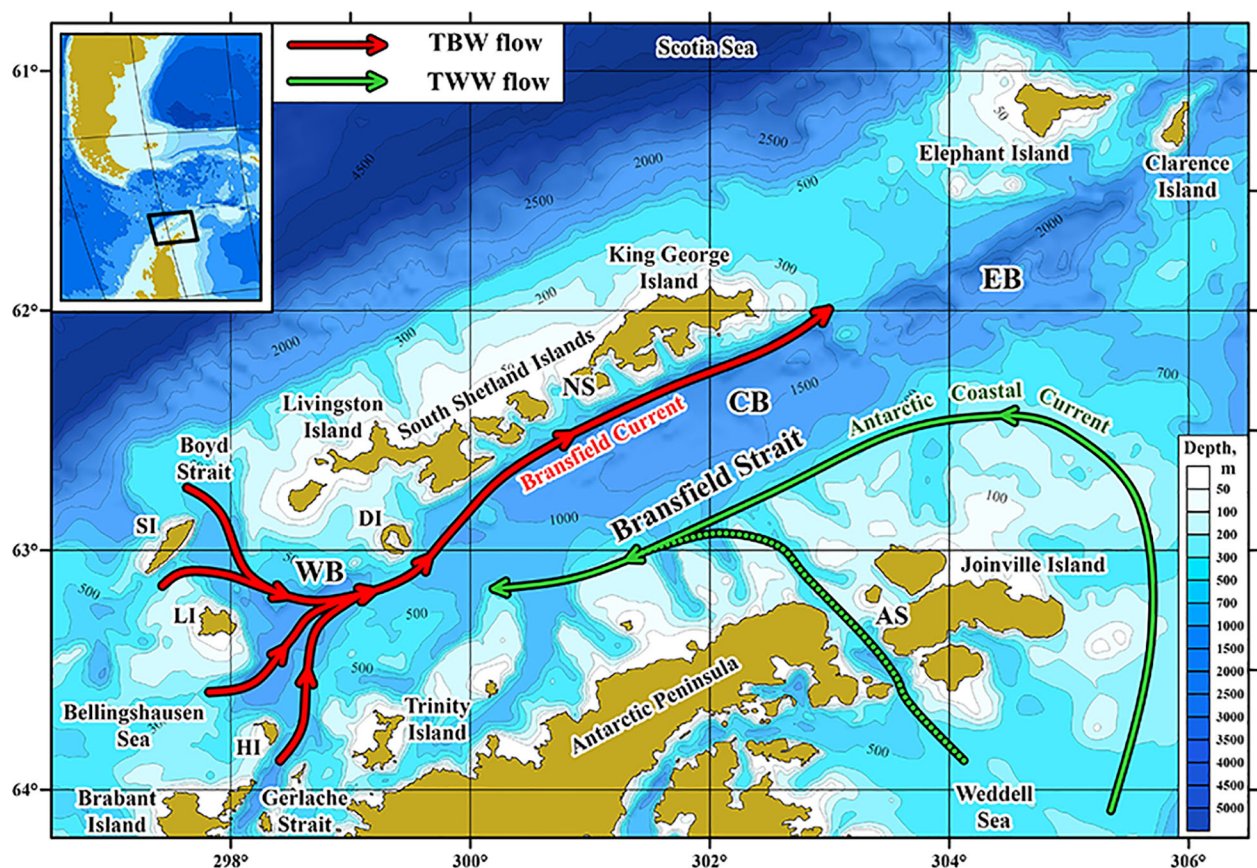 TBW flow
TWW flow
Scotia Sea
61°
4500
2000
2500
2500
500
50
Elephant Island
Clarence
Island
2000
EB
King George
Island
300
200
62°
2000
300
South Shetland Islands
50
NS
1500
CB
700
Livingston
Island
Bransfield Current
Antarctic Coastal Current
Boyd
Strait
Bransfield Strait
Depth,
m
50
100
200
300
500
700
1000
1500
2000
2500
3000
3500
4000
4500
5000
100
1000
SI
DI
63°
WB
500
500
LI
Joinville Island
AS
500
Bellingshausen
Sea
HI
Trinity
Island
Antarctic Peninsula
500
64°
Brabant
Island
Gerlache
Strait
Weddell
Sea
298°
300°
302°
304°
306°